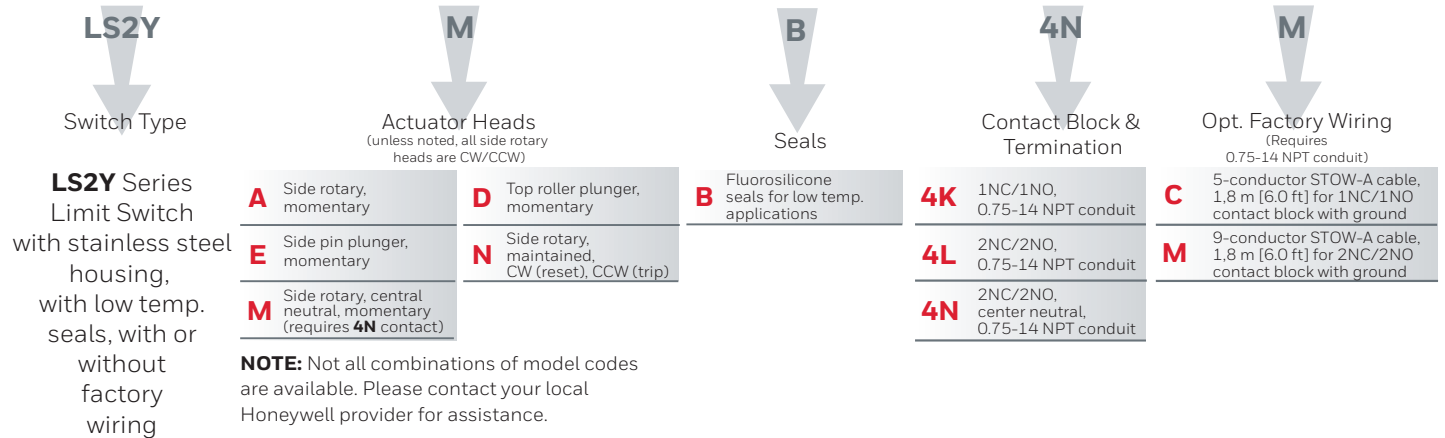 LS2Y M B 4N M
Switch Type
LS2Y Series
Limit Switch
with stainless steel
housing,
with low temp.
seals, with or
without
factory
wiring
Actuator Heads
(unless noted, all side rotary
heads are CW/CCW)
A Side rotary,
momentary
E Side pin plunger,
momentary
M Side rotary, central
neutral, momentary
(requires 4N contact)
D Top roller plunger,
momentary
N Side rotary,
maintained,
CW (reset), CCW (trip)
NOTE: Not all combinations of model codes
are available. Please contact your local
Honeywell provider for assistance.
Seals
B Fluorosilicone
seals for low temp.
applications
Contact Block &
Termination
4K 1NC/1NO,
0.75-14 NPT conduit
4L 2NC/2NO,
0.75-14 NPT conduit
4N 2NC/2NO,
center neutral,
0.75-14 NPT conduit
Opt. Factory Wiring
(Requires
0.75-14 NPT conduit)
C 5-conductor STOW-A cable,
1,8 m [6.0 ft] for 1NC/1NO
contact block with ground
M 9-conductor STOW-A cable,
1,8 m [6.0 ft] for 2NC/2NO
contact block with ground